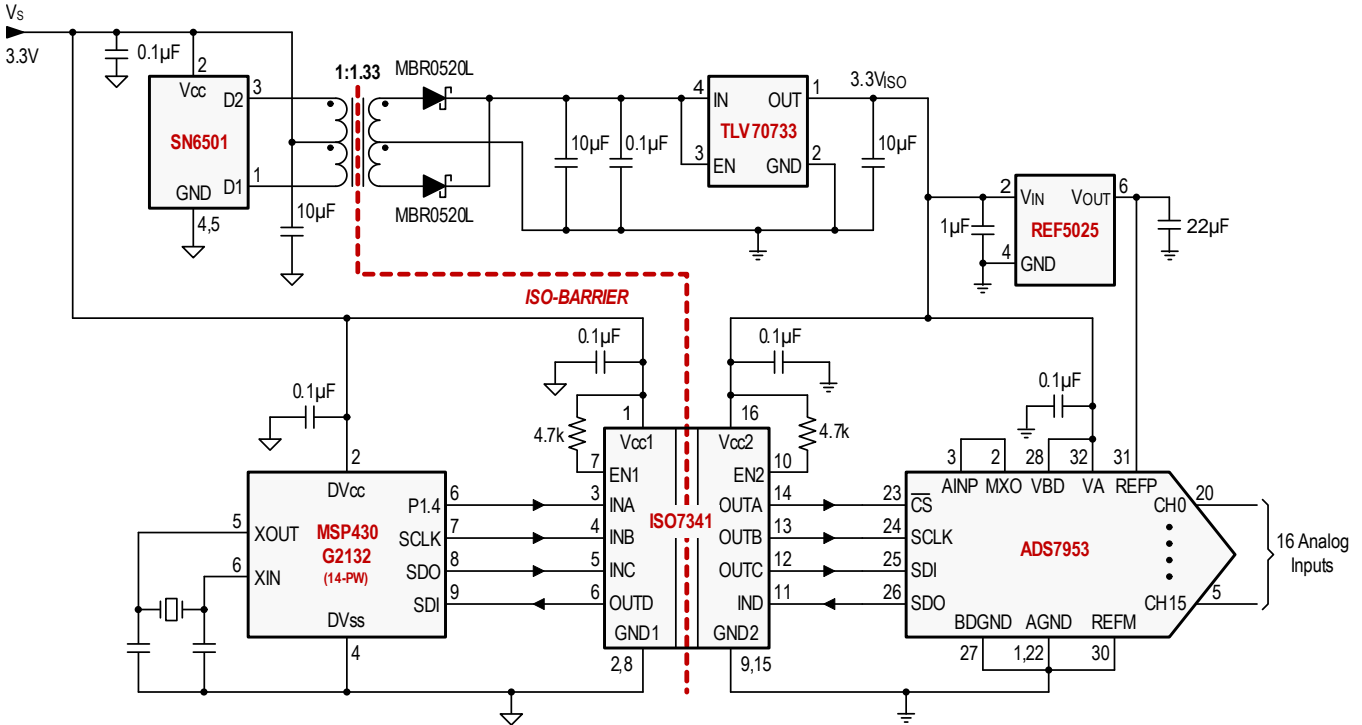 VS
3.3V
0.1µF
2
Vcc
3
D2
SN6501
D1
1
GND
4,5
10µF
1:1.33
MBR0520L
MBR0520L
10µF
0.1µF
4
IN
OUT
1
TLV70733
3
EN
GND
2
3.3VISO
10µF
2
VIN
VOUT
6
1µF
REF5025
22µF
4
GND
ISO-BARRIER
0.1µF
0.1µF
4.7k
1
Vcc1
7
EN1
3
INA
4
INB
5
INC
6
OUTD
GND1
2,8
ISO7341
0.1µF
4.7k
16
Vcc2
EN2
10
OUTA
14
OUTB
13
OUTC
12
IND
11
GND2
9,15
2
DVcc
5
XOUT
6
XIN
MSP430
G2132
(14-PW)
P1.4
6
SCLK
7
SDO
8
SDI
9
DVss
4
0.1µF
3
2
28
32
31
AINP
MXO
VBD
VA
REFP
23
CS
24
SCLK
25
SDI
26
SDO
ADS7953
CH0
20
CH15
5
16 Analog
Inputs
BDGND
AGND
REFM
27
1,22
30